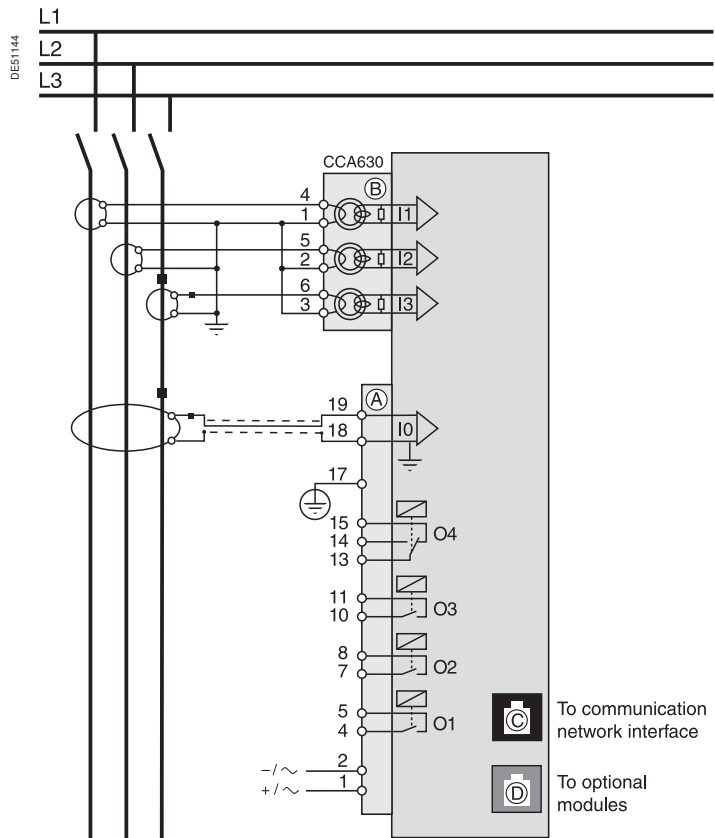 L1
DE51144
L2
L3
CCA630
B
4
1
I1
5
2
I2
6
3
I3
A
19
18
I0
17
15
14
13
O4
11
10
O3
8
7
O2
5
4
O1
C
To communication
network interface
−/∼ 2
+/∼ 1
D
To optional
modules